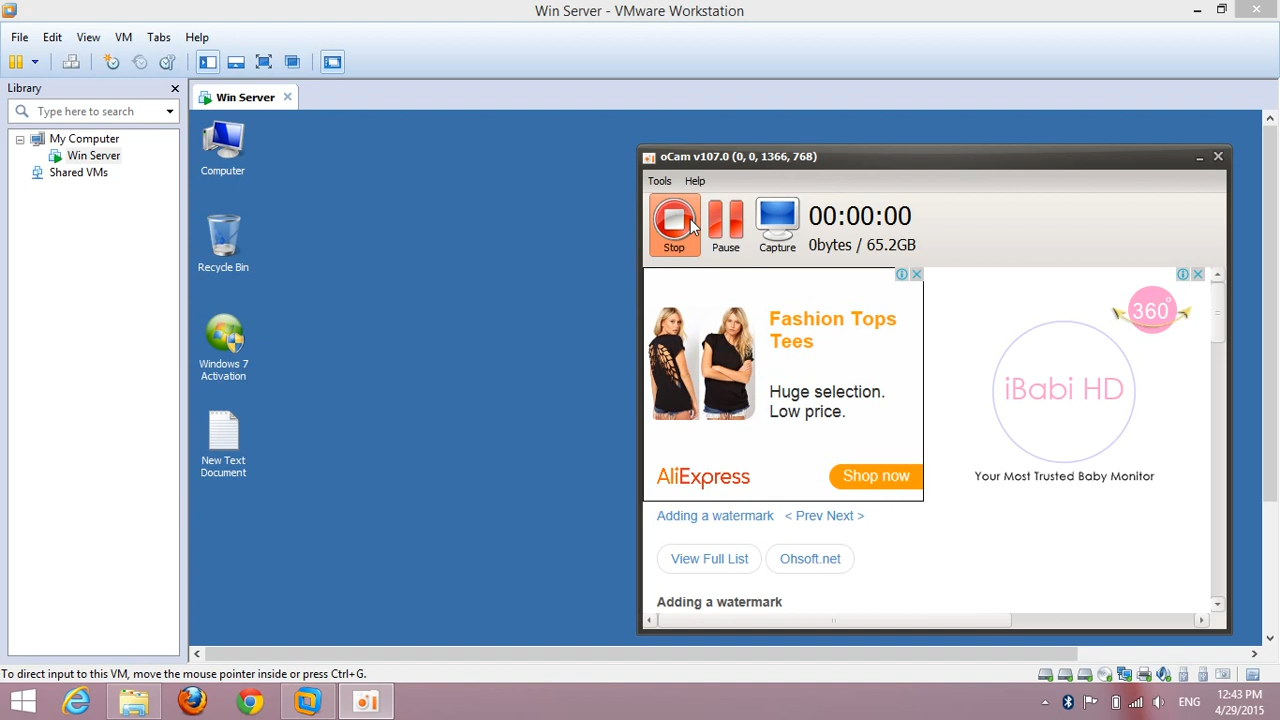 Win Server - VMware Workstation
File Edit View VM Tabs Help
Library
Type here to search
My Computer
Win Server
Shared VMs
Win Server
Computer
Recycle Bin
Windows 7
Activation
New Text
Document
oCam v107.0 (0, 0, 1366, 768)
Tools Help
Stop
Pause
Capture
00:00:00
0bytes / 65.2GB
Fashion Tops
Tees
Huge selection.
Low price.
AliExpress
Shop now
360°
iBabi HD
Your Most Trusted Baby Monitor
Adding a watermark < Prev Next >
View Full List
Ohsoft.net
Adding a watermark
To direct input to this VM, move the mouse pointer inside or press Ctrl+G.
ENG
12:43 PM
4/29/2015